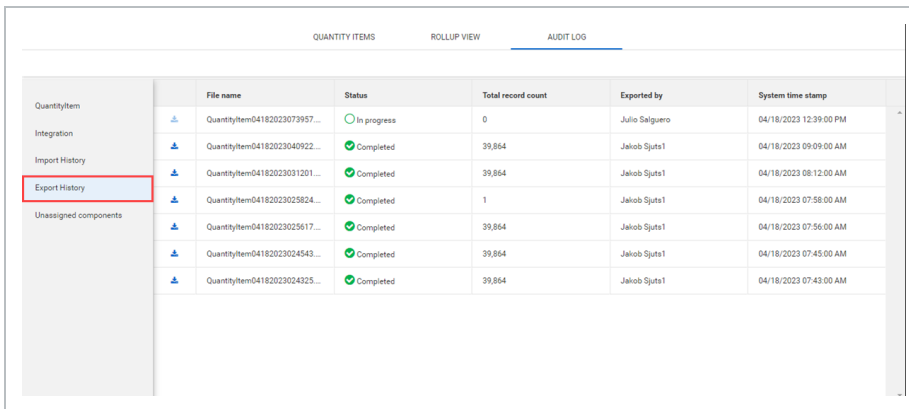 QUANTITY ITEMS ROLLUP VIEW AUDIT LOG
QuantityItem
Integration
Import History
Export History
Unassigned components
File name Status Total record count Exported by System time stamp
QuantityItem04182023073957... In progress 0 Julio Salguero 04/18/2023 12:39:00 PM
QuantityItem04182023040922... Completed 39,864 Jakob Sjuts1 04/18/2023 09:09:00 AM
QuantityItem04182023031201... Completed 39,864 Jakob Sjuts1 04/18/2023 08:12:00 AM
QuantityItem04182023025824... Completed 1 Jakob Sjuts1 04/18/2023 07:58:00 AM
QuantityItem04182023025617... Completed 39,864 Jakob Sjuts1 04/18/2023 07:56:00 AM
QuantityItem04182023024543... Completed 39,864 Jakob Sjuts1 04/18/2023 07:45:00 AM
QuantityItem04182023024325... Completed 39,864 Jakob Sjuts1 04/18/2023 07:43:00 AM